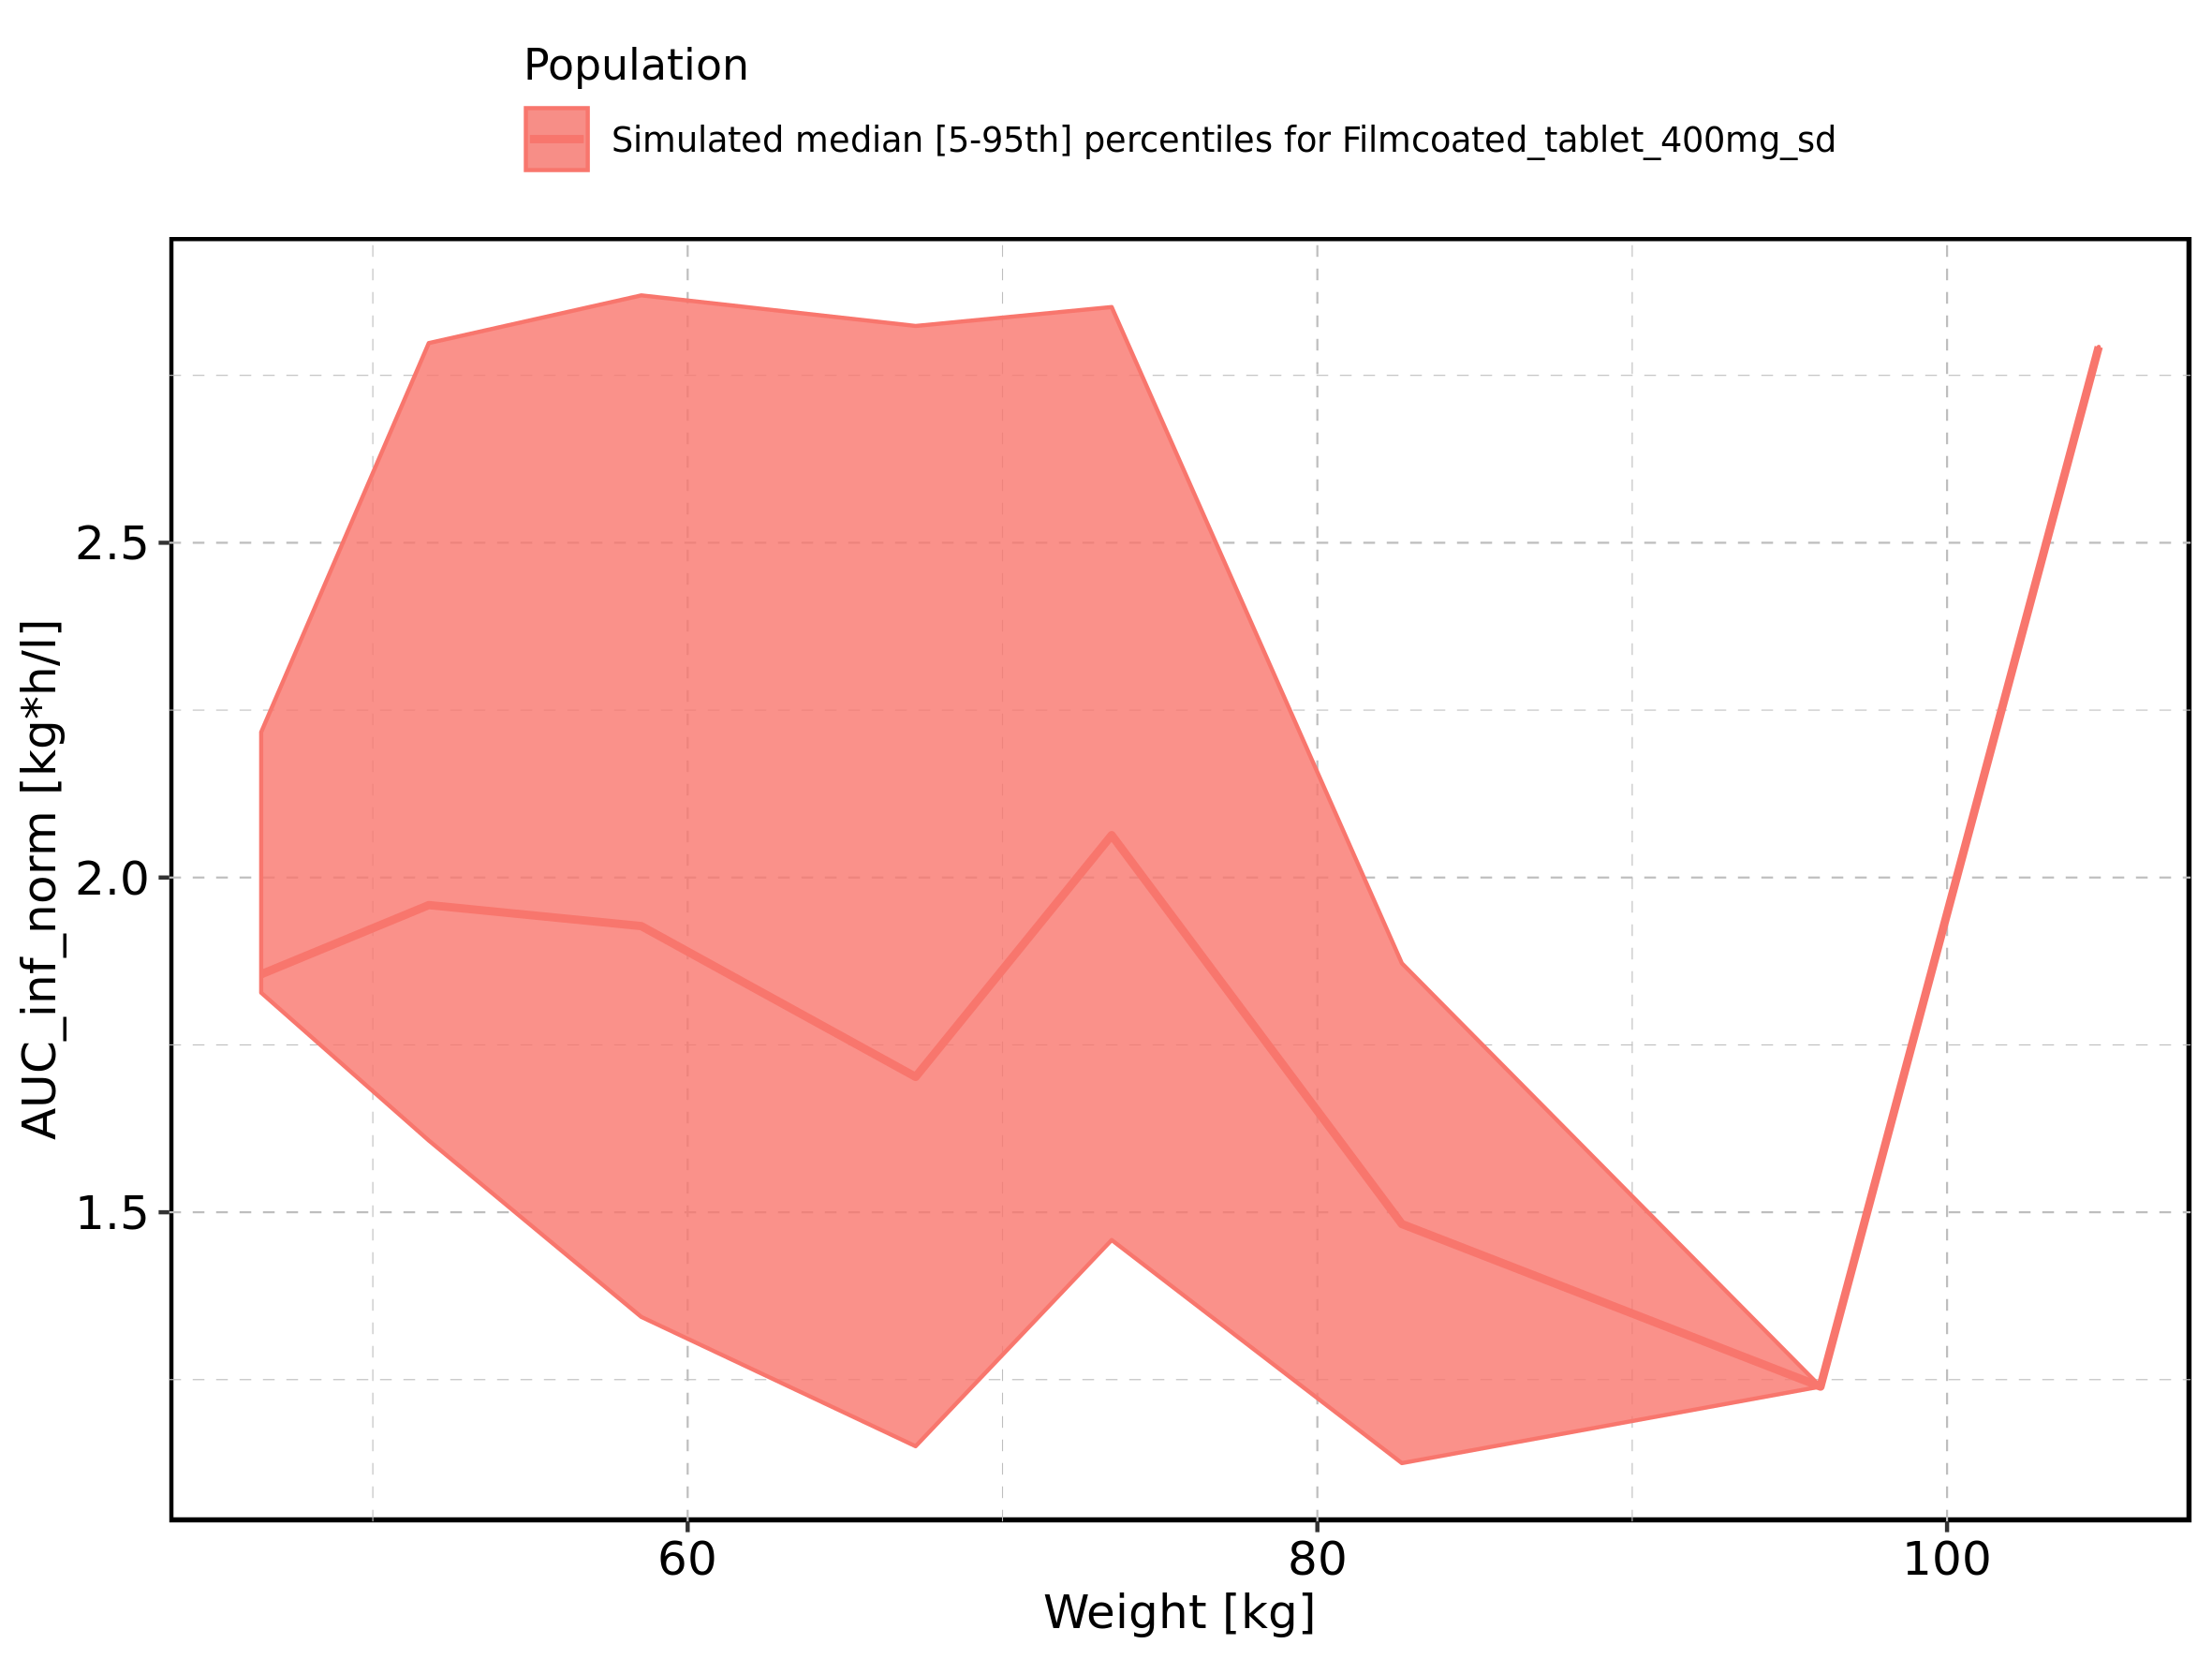 Population
Simulated median [5-95th] percentiles for Filmcoated_tablet_400mg_sd
AUC_inf_norm [kg*h/l]
2.5
2.0
1.5
60
80
100
Weight [kg]